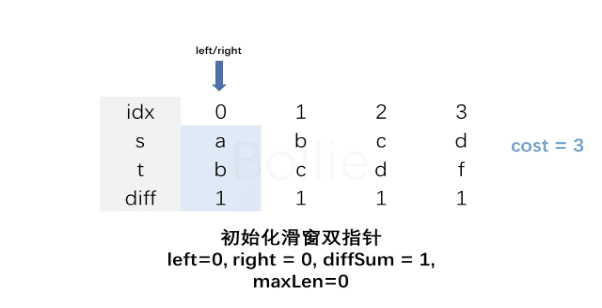 left/right
idx 0 1 2 3
s a b c d
cost = 3
t b c d f
diff 1 1 1 1
Bollie
初始化滑窗双指针
left=0, right = 0, diffSum = 1,
maxLen=0